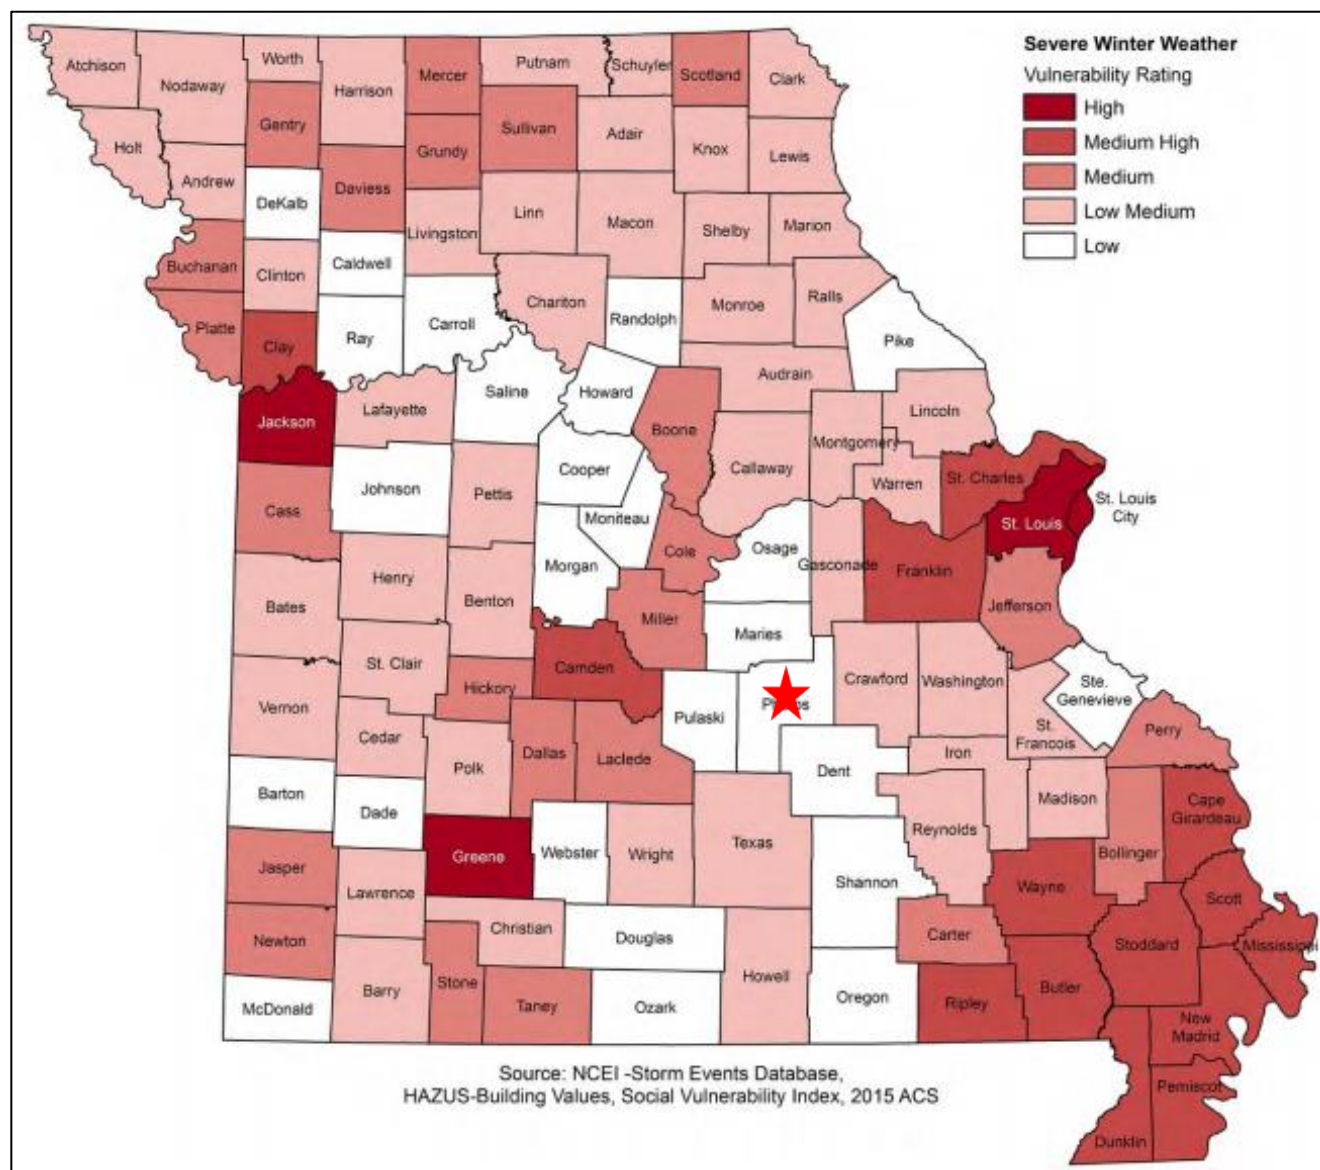 Severe Winter Weather
Vulnerability Rating
High
Medium High
Medium
Low Medium
Low
Atchison
Nodaway
Worth
Harrison
Mercer
Putnam
Schuyler
Scotland
Clark
Holt
Andrew
Gentry
DeKalb
Daviess
Grundy
Sullivan
Adair
Knox
Lewis
Buchanan
Clinton
Caldwell
Livingston
Linn
Macon
Shelby
Marion
Platte
Clay
Ray
Carroll
Chariton
Randolph
Monroe
Ralls
Pike
Jackson
Lafayette
Saline
Howard
Boone
Audrain
Callaway
Montgomery
Lincoln
Warren
St. Charles
St. Louis
St. Louis
City
Cass
Johnson
Pettis
Cooper
Moniteau
Morgan
Cole
Osage
Gasconade
Franklin
Jefferson
Bates
Henry
Benton
Miller
Maries
Camden
St. Clair
Hickory
Vernon
Cedar
Polk
Dallas
Laclede
Pulaski
Crawford
Washington
St.
Francois
Ste.
Genevieve
Perry
Iron
Dent
Madison
Barton
Dade
Greene
Webster
Wright
Texas
Reynolds
Bollinger
Cape
Girardeau
Jasper
Lawrence
Christian
Douglas
Shannon
Wayne
Scott
Newton
Stone
Taney
Ozark
Howell
Oregon
Carter
Ripley
Butler
Stoddard
Mississippi
McDonald
Barry
New
Madrid
Pemiscot
Dunklin
Source: NCEI -Storm Events Database,
HAZUS-Building Values, Social Vulnerability Index, 2015 ACS